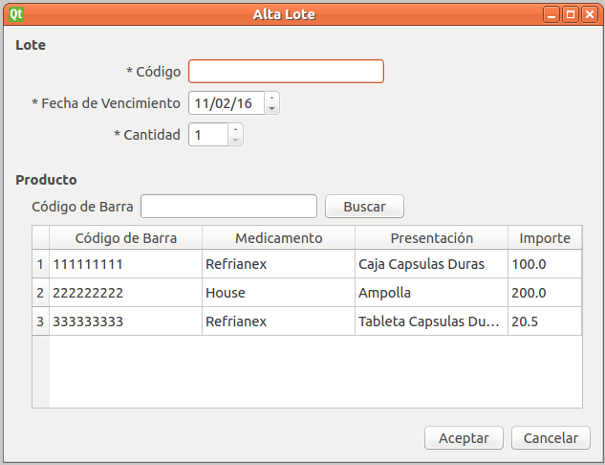 Qt Alta Lote
Lote
* Código
* Fecha de Vencimiento 11/02/16
* Cantidad 1
Producto
Código de Barra Buscar
Código de Barra Medicamento Presentación Importe
1 111111111 Refrianex Caja Capsulas Duras 100.0
2 222222222 House Ampolla 200.0
3 333333333 Refrianex Tableta Capsulas Du... 20.5
Aceptar Cancelar